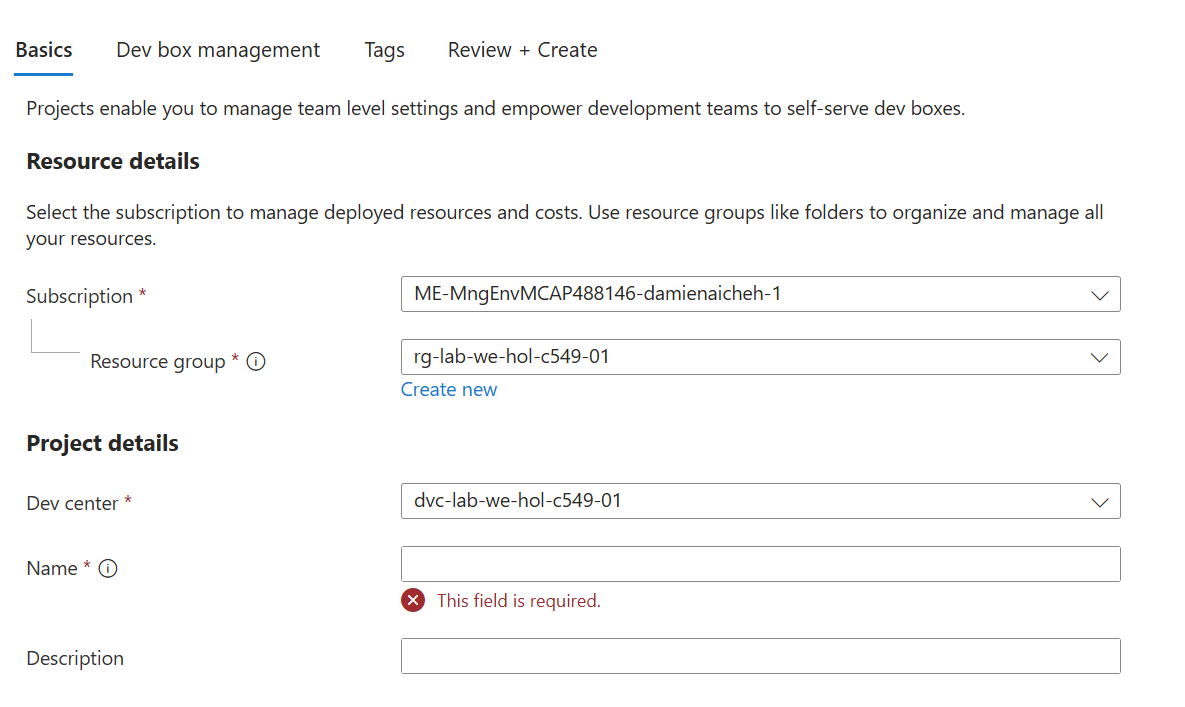 Basics Dev box management Tags Review + Create
Projects enable you to manage team level settings and empower development teams to self-serve dev boxes.
Resource details
Select the subscription to manage deployed resources and costs. Use resource groups like folders to organize and manage all
your resources.
Subscription * ME-MngEnvMCAP488146-damienaicheh-1
Resource group * rg-lab-we-hol-c549-01
Create new
Project details
Dev center * dvc-lab-we-hol-c549-01
Name *
This field is required.
Description